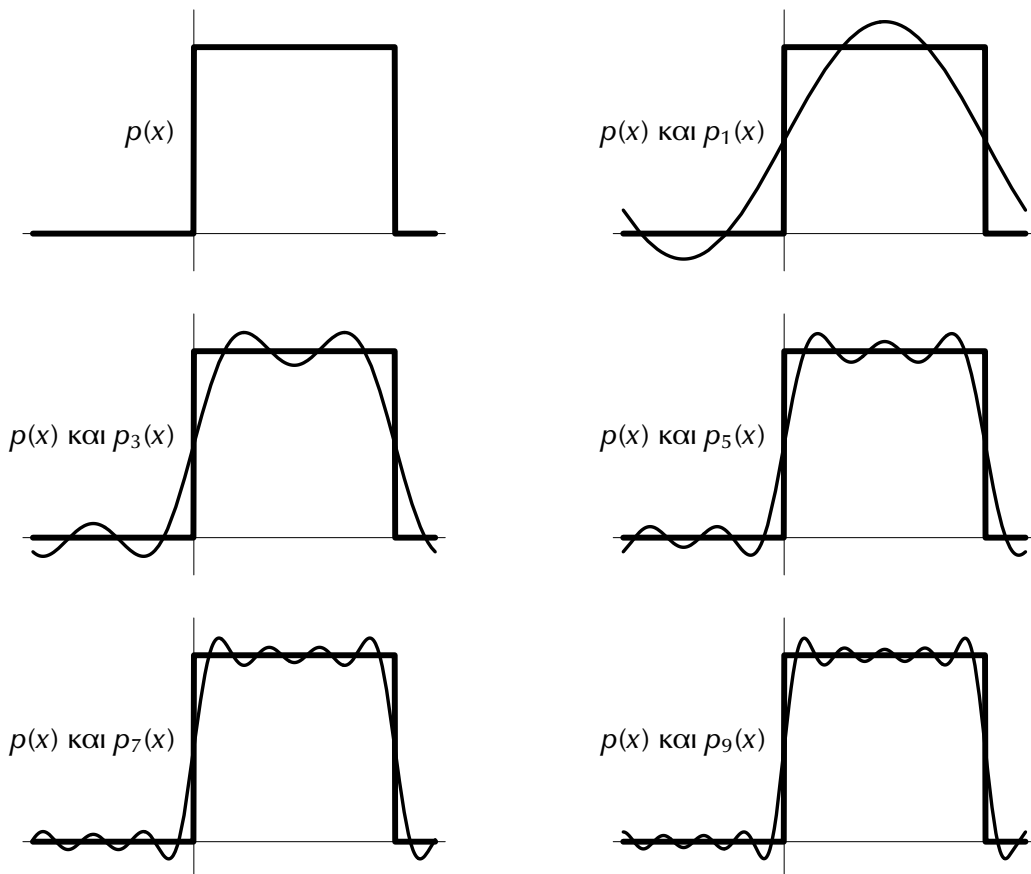 p(x)
p(x) και p₁(x)
p(x) και p₃(x)
p(x) και p₅(x)
p(x) και p₇(x)
p(x) και p₉(x)